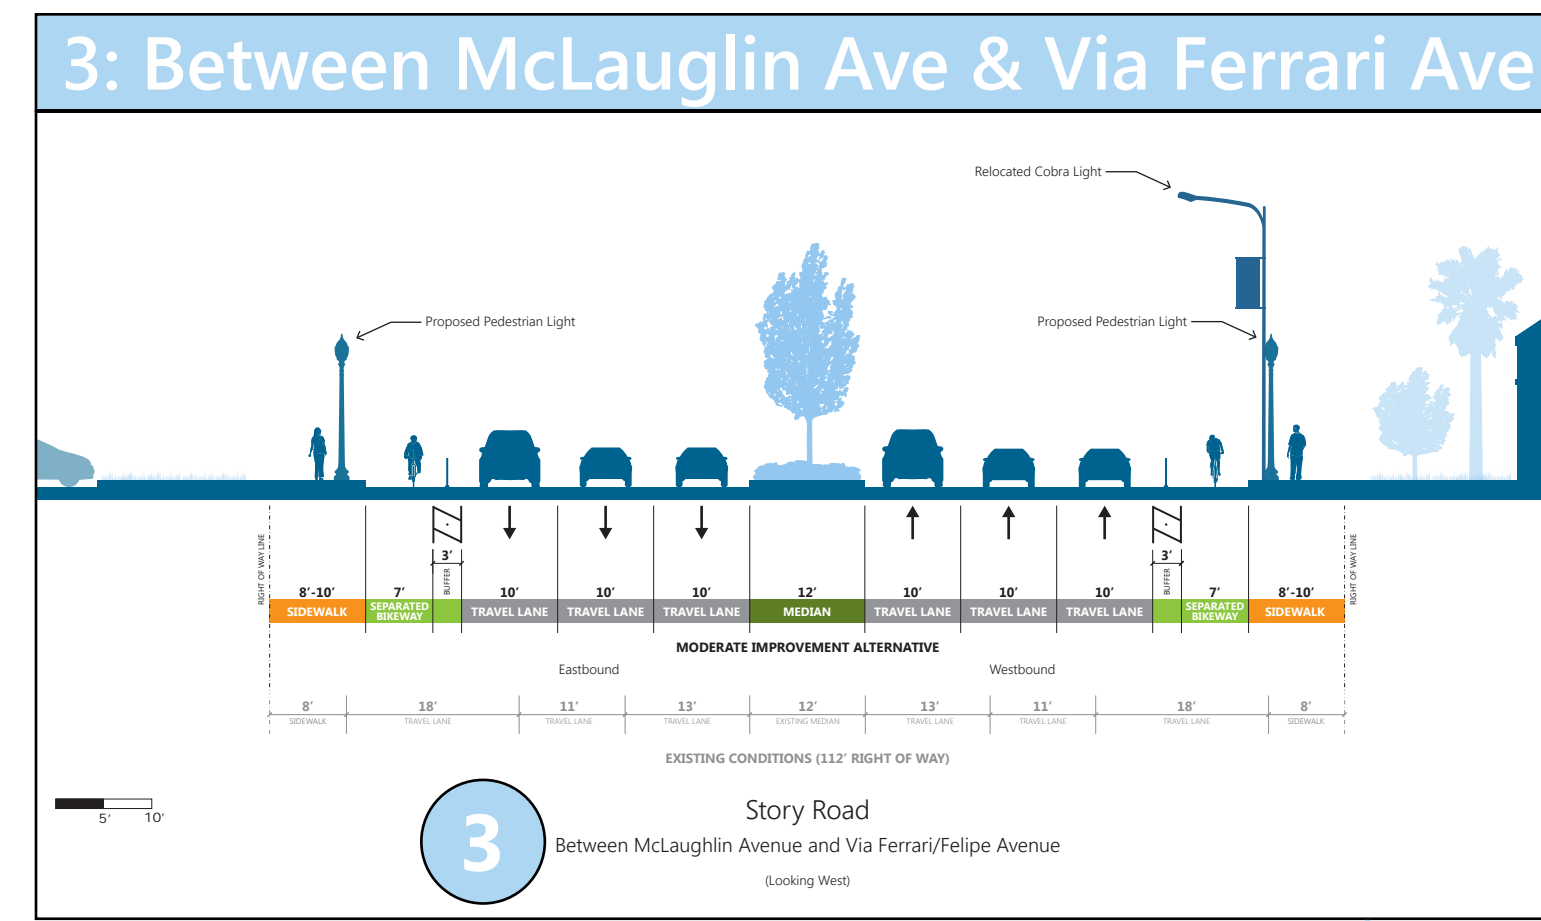 3: Between McLauglin Ave & Via Ferrari Ave
Relocated Cobra Light
Proposed Pedestrian Light
Proposed Pedestrian Light
RIGHT OF WAY LINE
RIGHT OF WAY LINE
3’
3’
BUFFER
BUFFER
8’-10’ 7’ 10’ 10’ 10’ 12’ 10’ 10’ 10’ 7’ 8’-10’
SIDEWALK SEPARATED BIKEWAY TRAVEL LANE TRAVEL LANE TRAVEL LANE MEDIAN TRAVEL LANE TRAVEL LANE TRAVEL LANE SEPARATED BIKEWAY SIDEWALK
MODERATE IMPROVEMENT ALTERNATIVE
Eastbound Westbound
8’ 18’ 11’ 13’ 12’ 13’ 11’ 18’ 8’
SIDEWALK TRAVEL LANE TRAVEL LANE TRAVEL LANE EXISTING MEDIAN TRAVEL LANE TRAVEL LANE TRAVEL LANE SIDEWALK
EXISTING CONDITIONS (112’ RIGHT OF WAY)
5’ 10’
3
Story Road
Between McLaughlin Avenue and Via Ferrari/Felipe Avenue
(Looking West)